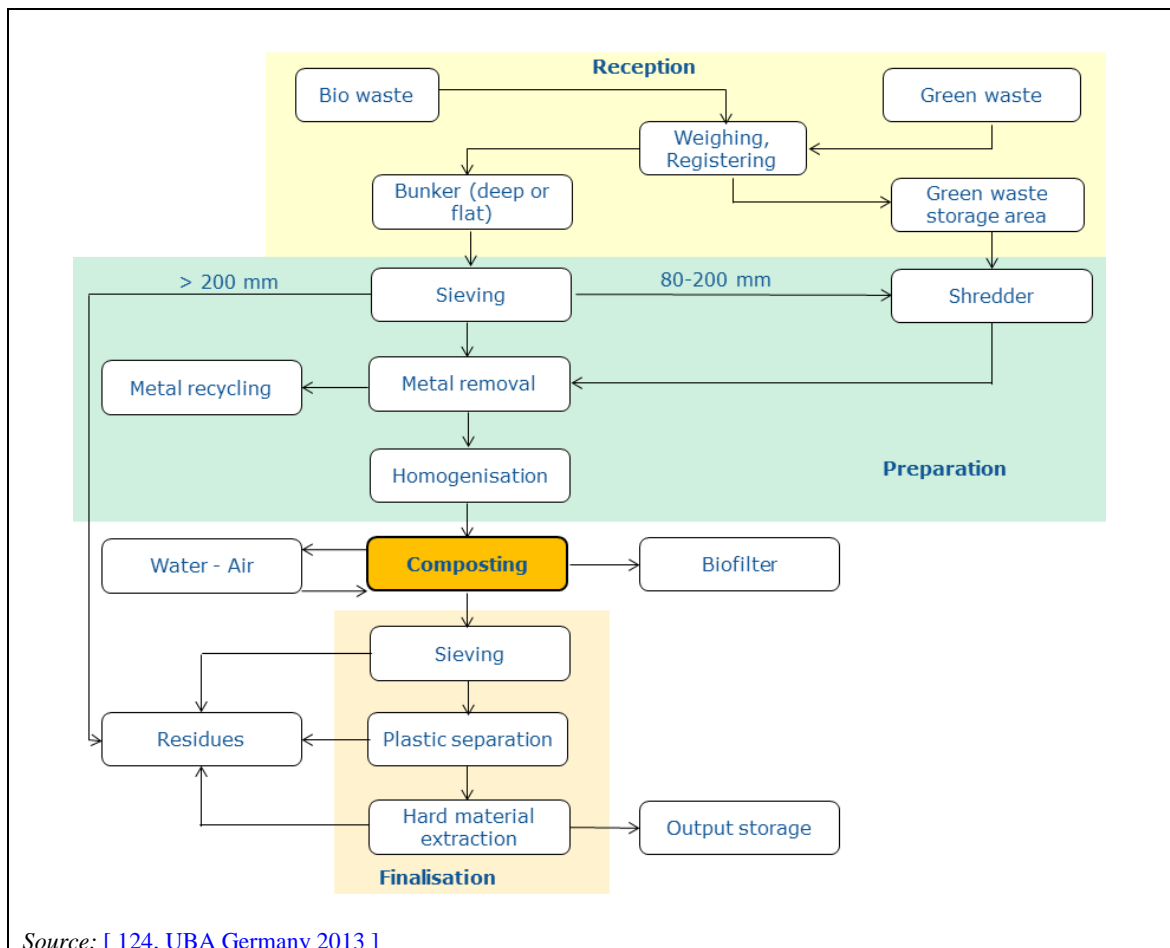 Reception
Bio waste
Green waste
Weighing,
Registering
Bunker (deep or
flat)
Green waste
storage area
> 200 mm
Sieving
80-200 mm
Shredder
Metal recycling
Metal removal
Homogenisation
Preparation
Water - Air
Composting
Biofilter
Sieving
Residues
Plastic separation
Hard material
extraction
Output storage
Finalisation
Source: [ 124, UBA Germany 2013 ]